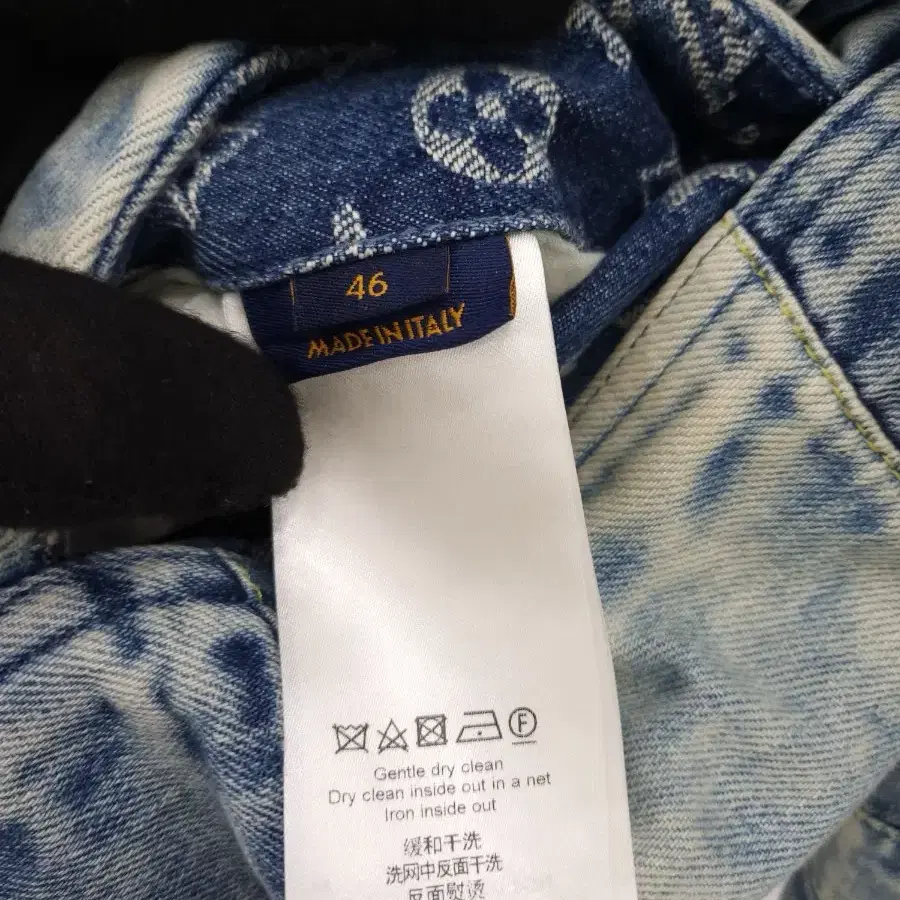 46
MADE IN ITALY
F
Gentle dry clean
Dry clean inside out in a net
Iron inside out
缓和干洗
洗网中反面干洗
反面熨烫